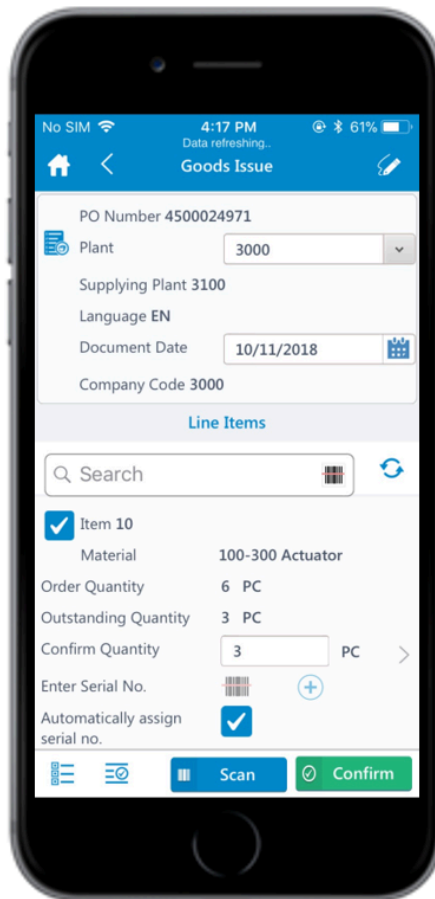 No SIM 4:17 PM 61%
Data refreshing..
Goods Issue
PO Number 4500024971
Plant 3000
Supplying Plant 3100
Language EN
Document Date 10/11/2018
Company Code 3000
Line Items
Search
Item 10
Material 100-300 Actuator
Order Quantity 6 PC
Outstanding Quantity 3 PC
Confirm Quantity 3 PC
Enter Serial No.
Automatically assign
serial no.
Scan Confirm